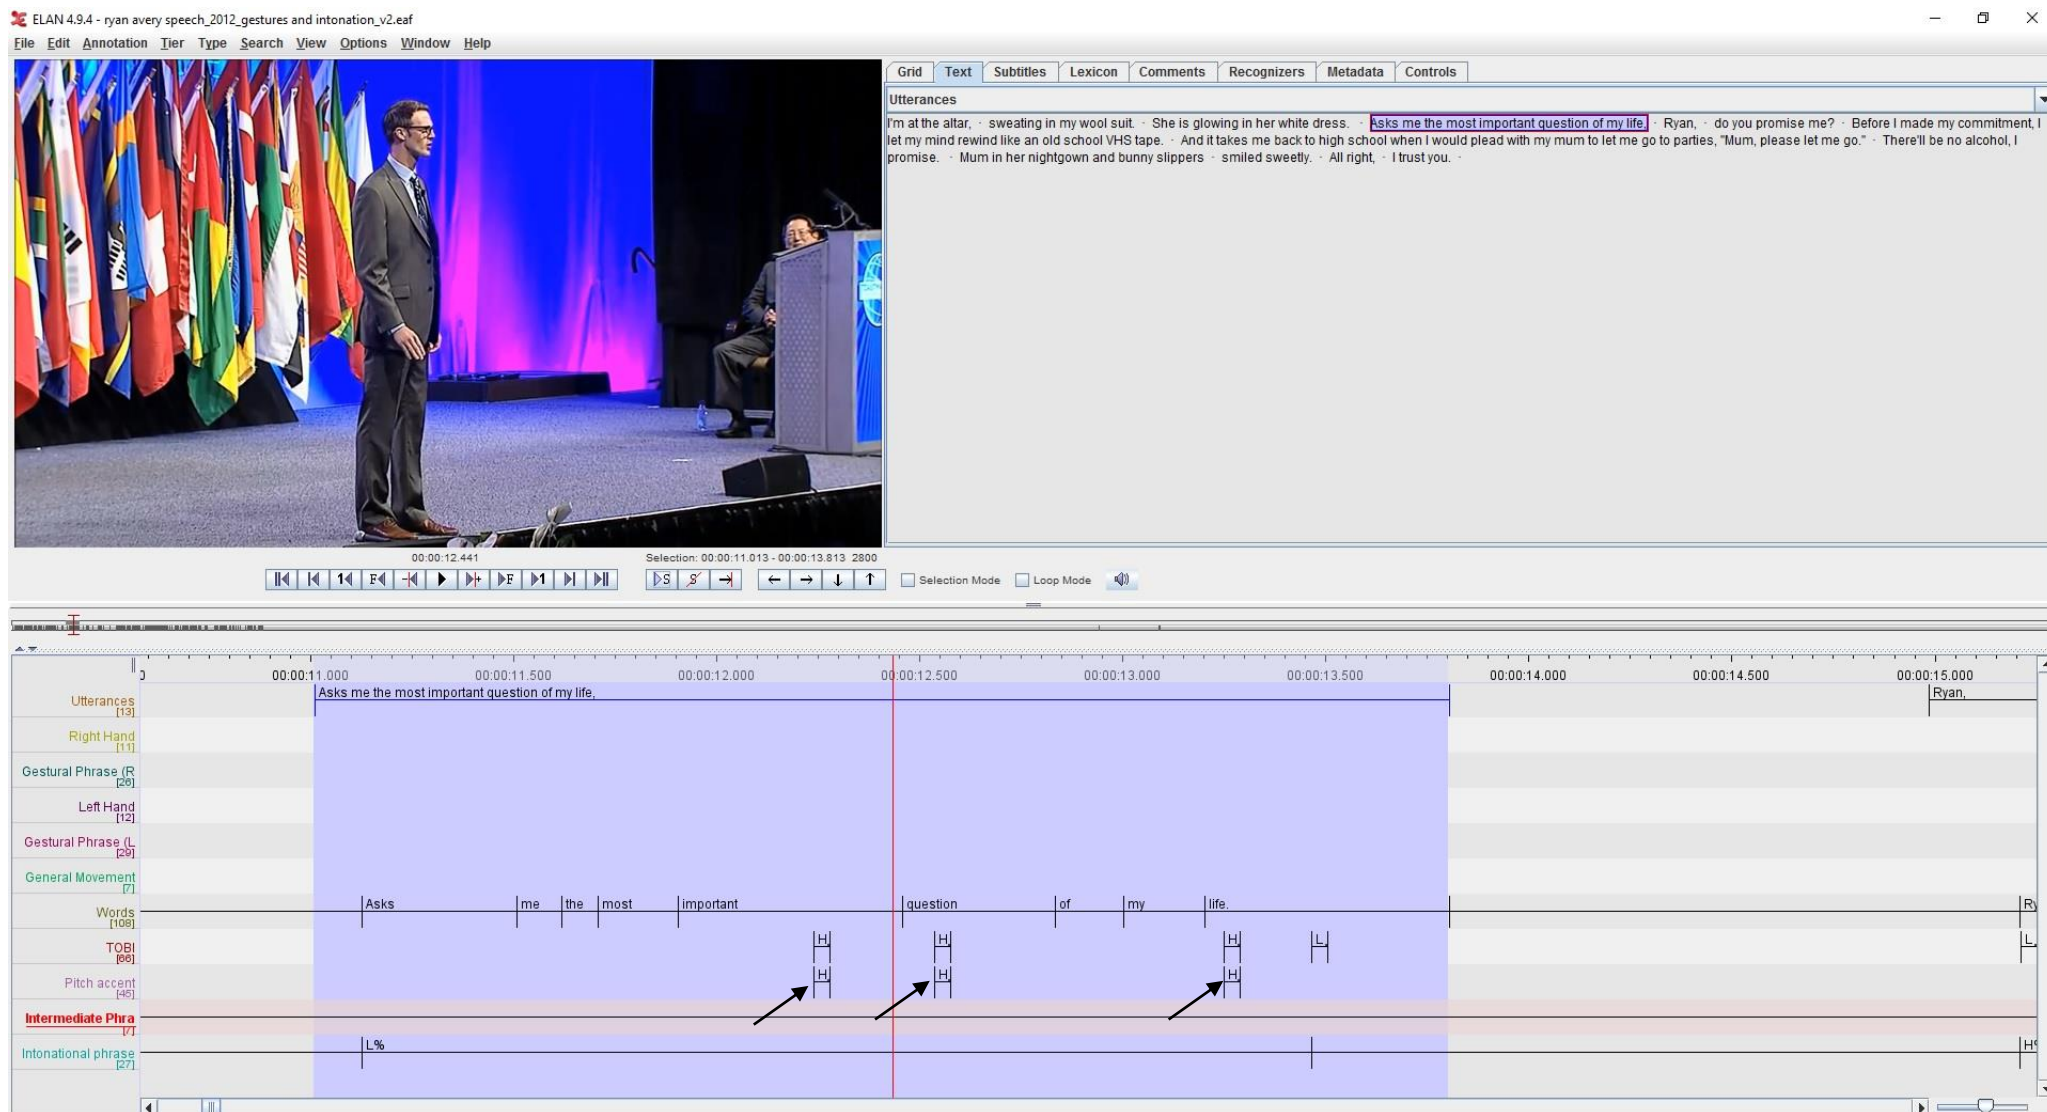 ELAN 4.9.4 - ryan avery speech_2012_gestures and intonation_v2.eaf
File Edit Annotation Tier Type Search View Options Window Help
Grid Text Subtitles Lexicon Comments Recognizers Metadata Controls
Utterances
I'm at the altar, · sweating in my wool suit. · She is glowing in her white dress. · Asks me the most important question of my life, · Ryan, · do you promise me? · Before I made my commitment, I
let my mind rewind like an old school VHS tape. · And it takes me back to high school when I would plead with my mum to let me go to parties, "Mum, please let me go." · There'll be no alcohol, I
promise. · Mum in her nightgown and bunny slippers · smiled sweetly. · All right, · I trust you. ·
00:00:12.441
Selection: 00:00:11.013 - 00:00:13.813 2800
1 F F 1 S S Selection Mode Loop Mode
00:00:11.000 00:00:11.500 00:00:12.000 00:00:12.500 00:00:13.000 00:00:13.500 00:00:14.000 00:00:14.500 00:00:15.000
Utterances Asks me the most important question of my life, Ryan,
[13]
Right Hand
[11]
Gestural Phrase (R
[26]
Left Hand
[12]
Gestural Phrase (L
[29]
General Movement
[7]
Words Asks me the most important question of my life. Ry
[108]
TOBI H H H L L
[66]
Pitch accent H H H
[45]
Intermediate Phra
[7]
Intonational phrase L% H%
[27]